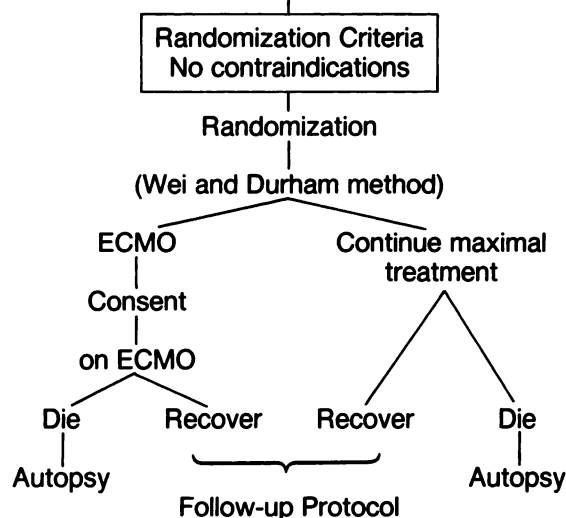 Randomization Criteria
No contraindications
Randomization
(Wei and Durham method)
ECMO
Continue maximal
treatment
Consent
on ECMO
Die
Recover
Recover
Die
Autopsy
Autopsy
Follow-up Protocol